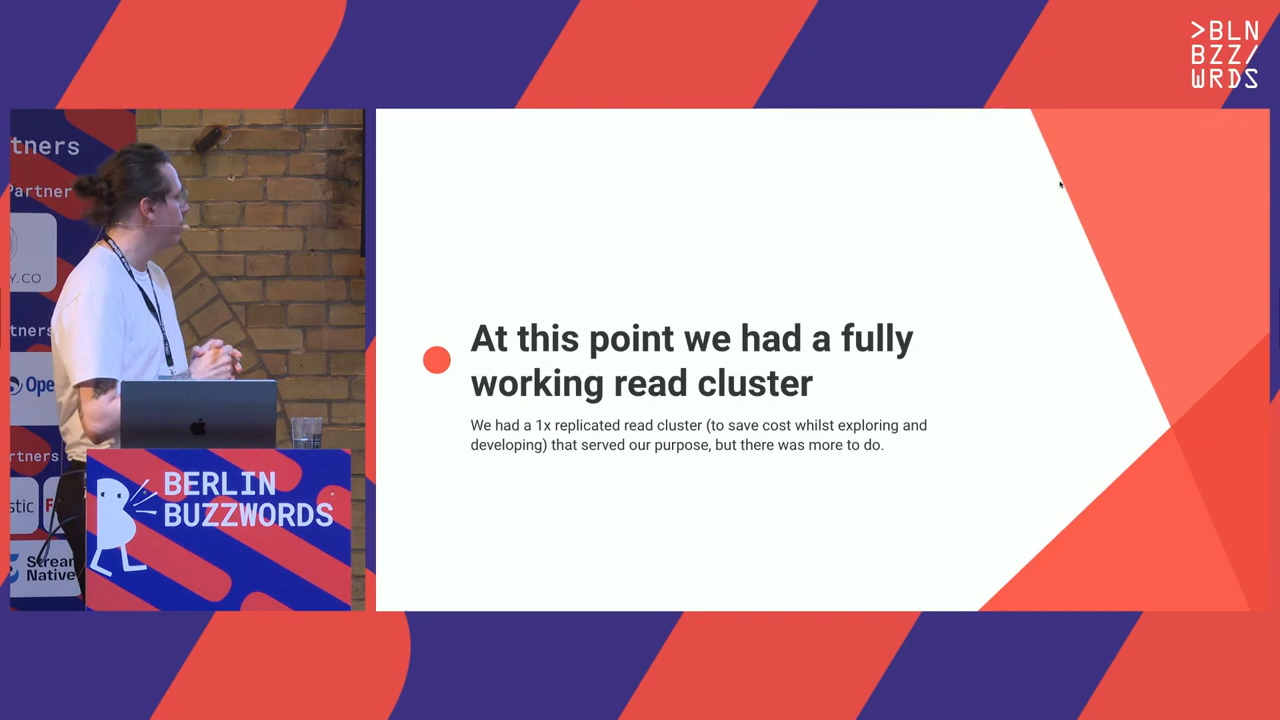 >BLN
BZZ/
WRDS
tners
Partner
Y.CO
tners
Ope
rtners
stic
F
Strea
Native
BERLIN
BUZZWORDS
At this point we had a fully
working read cluster
We had a 1x replicated read cluster (to save cost whilst exploring and
developing) that served our purpose, but there was more to do.